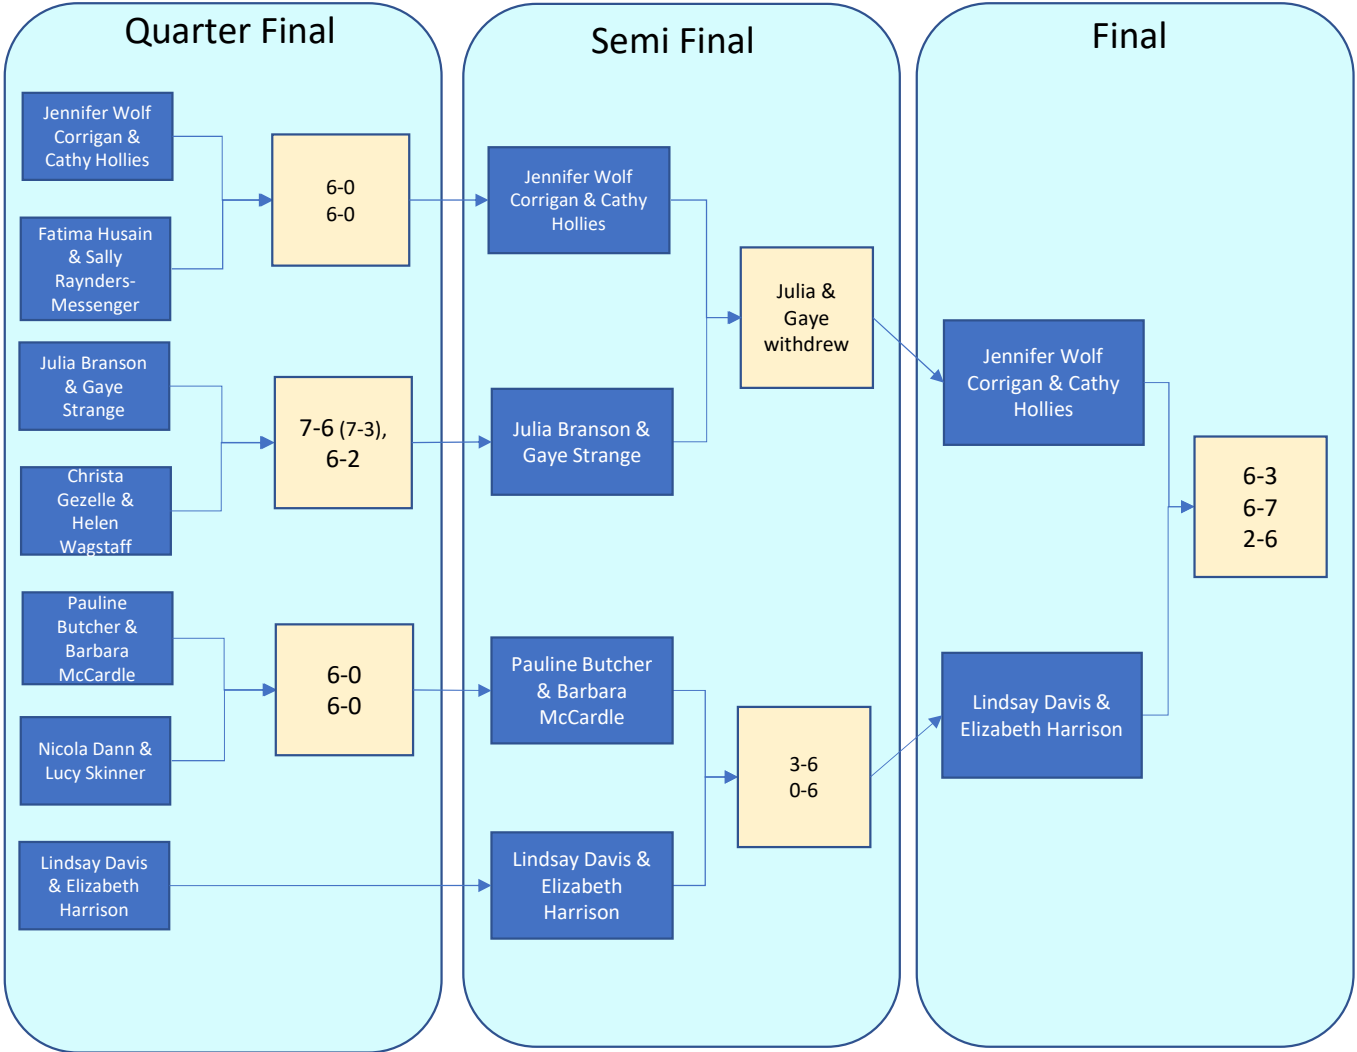 Quarter Final
Jennifer Wolf
Corrigan &
Cathy Hollies
Fatima Husain
& Sally
Raynders-
Messenger
6-0
6-0
Julia Branson
& Gaye
Strange
Christa
Gezelle &
Helen
Wagstaff
7-6 (7-3),
6-2
Pauline
Butcher &
Barbara
McCardle
Nicola Dann &
Lucy Skinner
6-0
6-0
Lindsay Davis
& Elizabeth
Harrison
Semi Final
Jennifer Wolf
Corrigan & Cathy
Hollies
Julia Branson &
Gaye Strange
Julia &
Gaye
withdrew
Pauline Butcher
& Barbara
McCardle
Lindsay Davis &
Elizabeth
Harrison
3-6
0-6
Final
Jennifer Wolf
Corrigan & Cathy
Hollies
Lindsay Davis &
Elizabeth Harrison
6-3
6-7
2-6